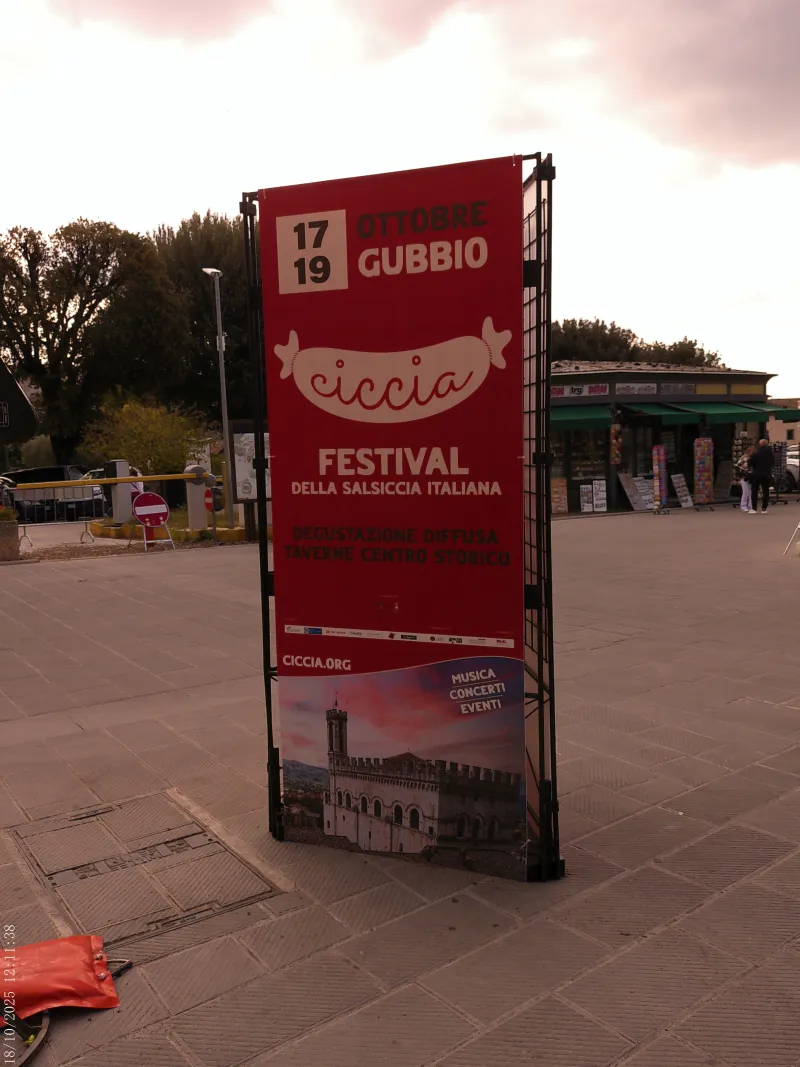 17
19
OTTOBRE
GUBBIO
ciccia
FESTIVAL
DELLA SALSICCIA ITALIANA
DEGUSTAZIONE DIFFUSA
TAVERNE CENTRO STORICO
CICCIA.ORG
MUSICA
CONCERTI
EVENTI
18/10/2025 12:11:38